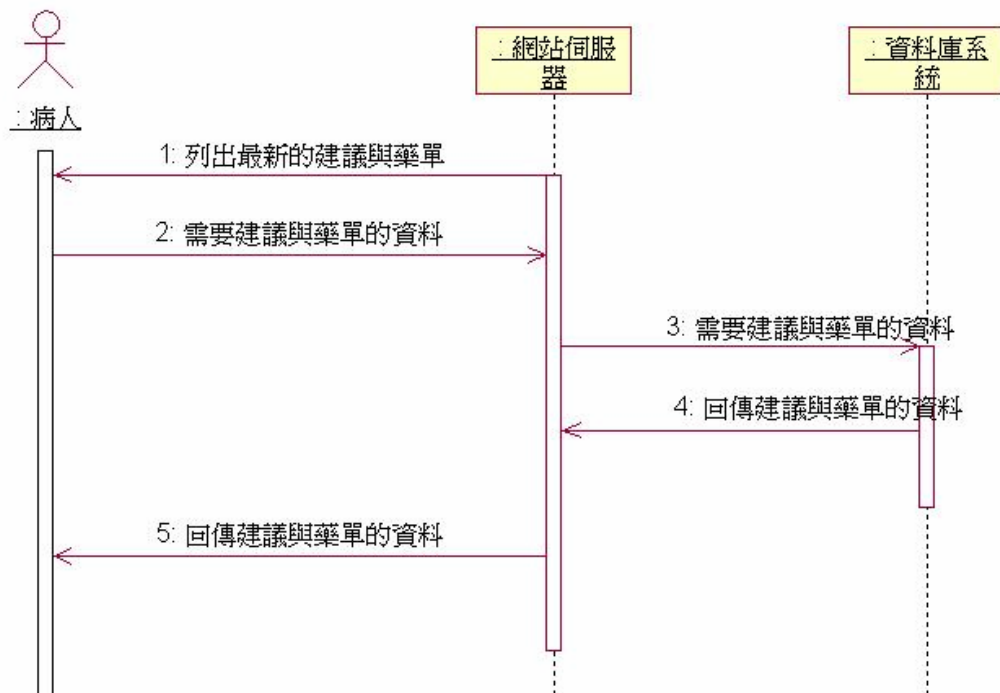 : 網站伺服
器
: 資料庫系
統
: 病人
1: 列出最新的建議與藥單
2: 需要建議與藥單的資料
3: 需要建議與藥單的資料
4: 回傳建議與藥單的資料
5: 回傳建議與藥單的資料